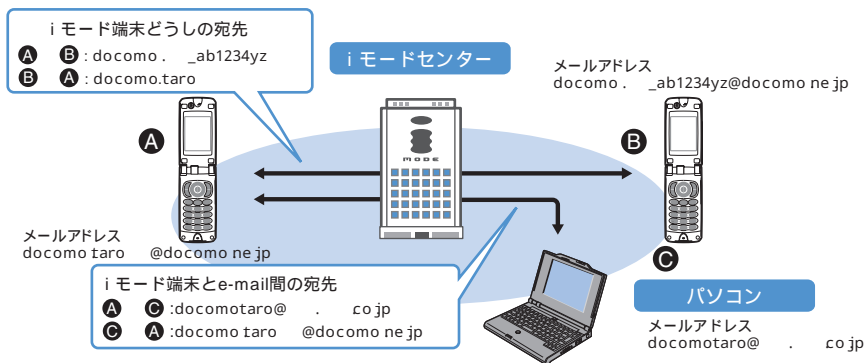 iモード端末どうしの宛先
A B : docomo . _ab1234yz
B A : docomo.taro
iモードセンター
メールアドレス
docomo . _ab1234yz@docomo ne jp
A
B
MODE
メールアドレス
docomo taro @docomo ne jp
iモード端末とe-mail間の宛先
A C :docomotaro@ . co jp
C A :docomo taro @docomo ne jp
C
パソコン
メールアドレス
docomotaro@ . co jp